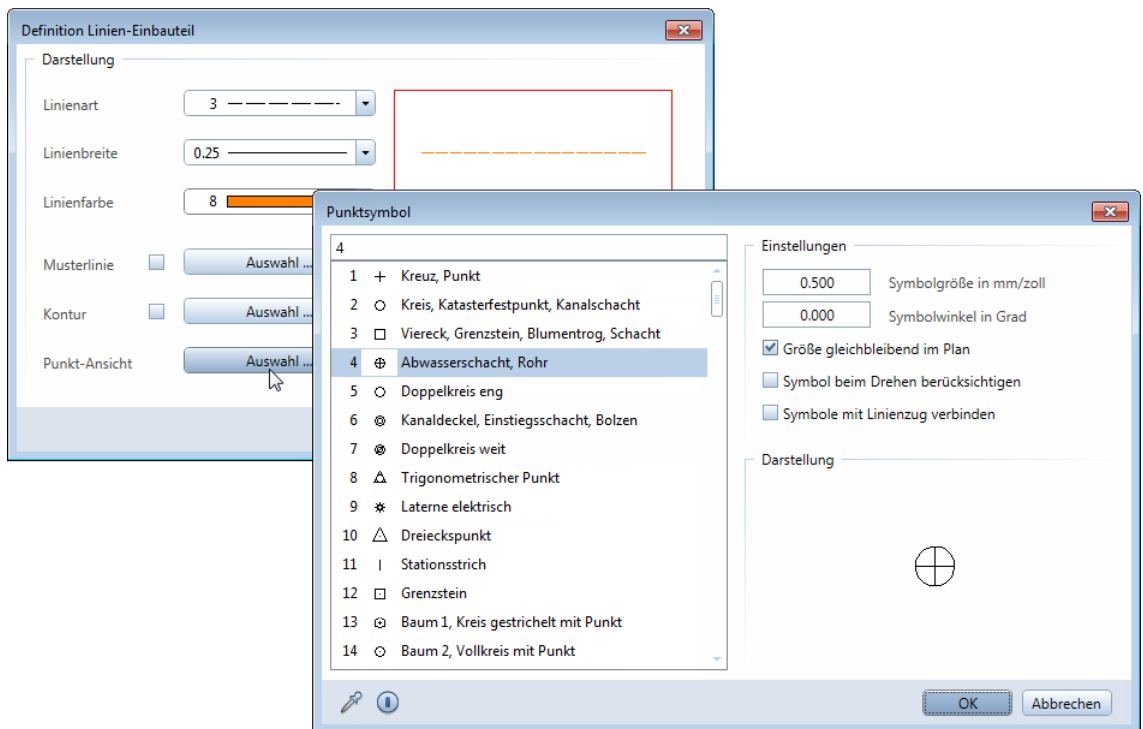 Definition Linien-Einbauteil
Darstellung
Linienart
3
Linienbreite
0.25
Linienfarbe
8
Musterlinie
Auswahl ...
Kontur
Auswahl ...
Punkt-Ansicht
Auswahl ...
Punktsymbol
4
1 Kreuz, Punkt
2 Kreis, Katasterfestpunkt, Kanalschacht
3 Viereck, Grenzstein, Blumentrog, Schacht
4 Abwasserschacht, Rohr
5 Doppelkreis eng
6 Kanaldeckel, Einstiegsschacht, Bolzen
7 Doppelkreis weit
8 Trigonometrischer Punkt
9 Laterne elektrisch
10 Dreieckspunkt
11 Stationsstrich
12 Grenzstein
13 Baum 1, Kreis gestrichelt mit Punkt
14 Baum 2, Vollkreis mit Punkt
Einstellungen
0.500 Symbolgröße in mm/zoll
0.000 Symbolwinkel in Grad
Größe gleichbleibend im Plan
Symbol beim Drehen berücksichtigen
Symbole mit Linienzug verbinden
Darstellung
OK
Abbrechen